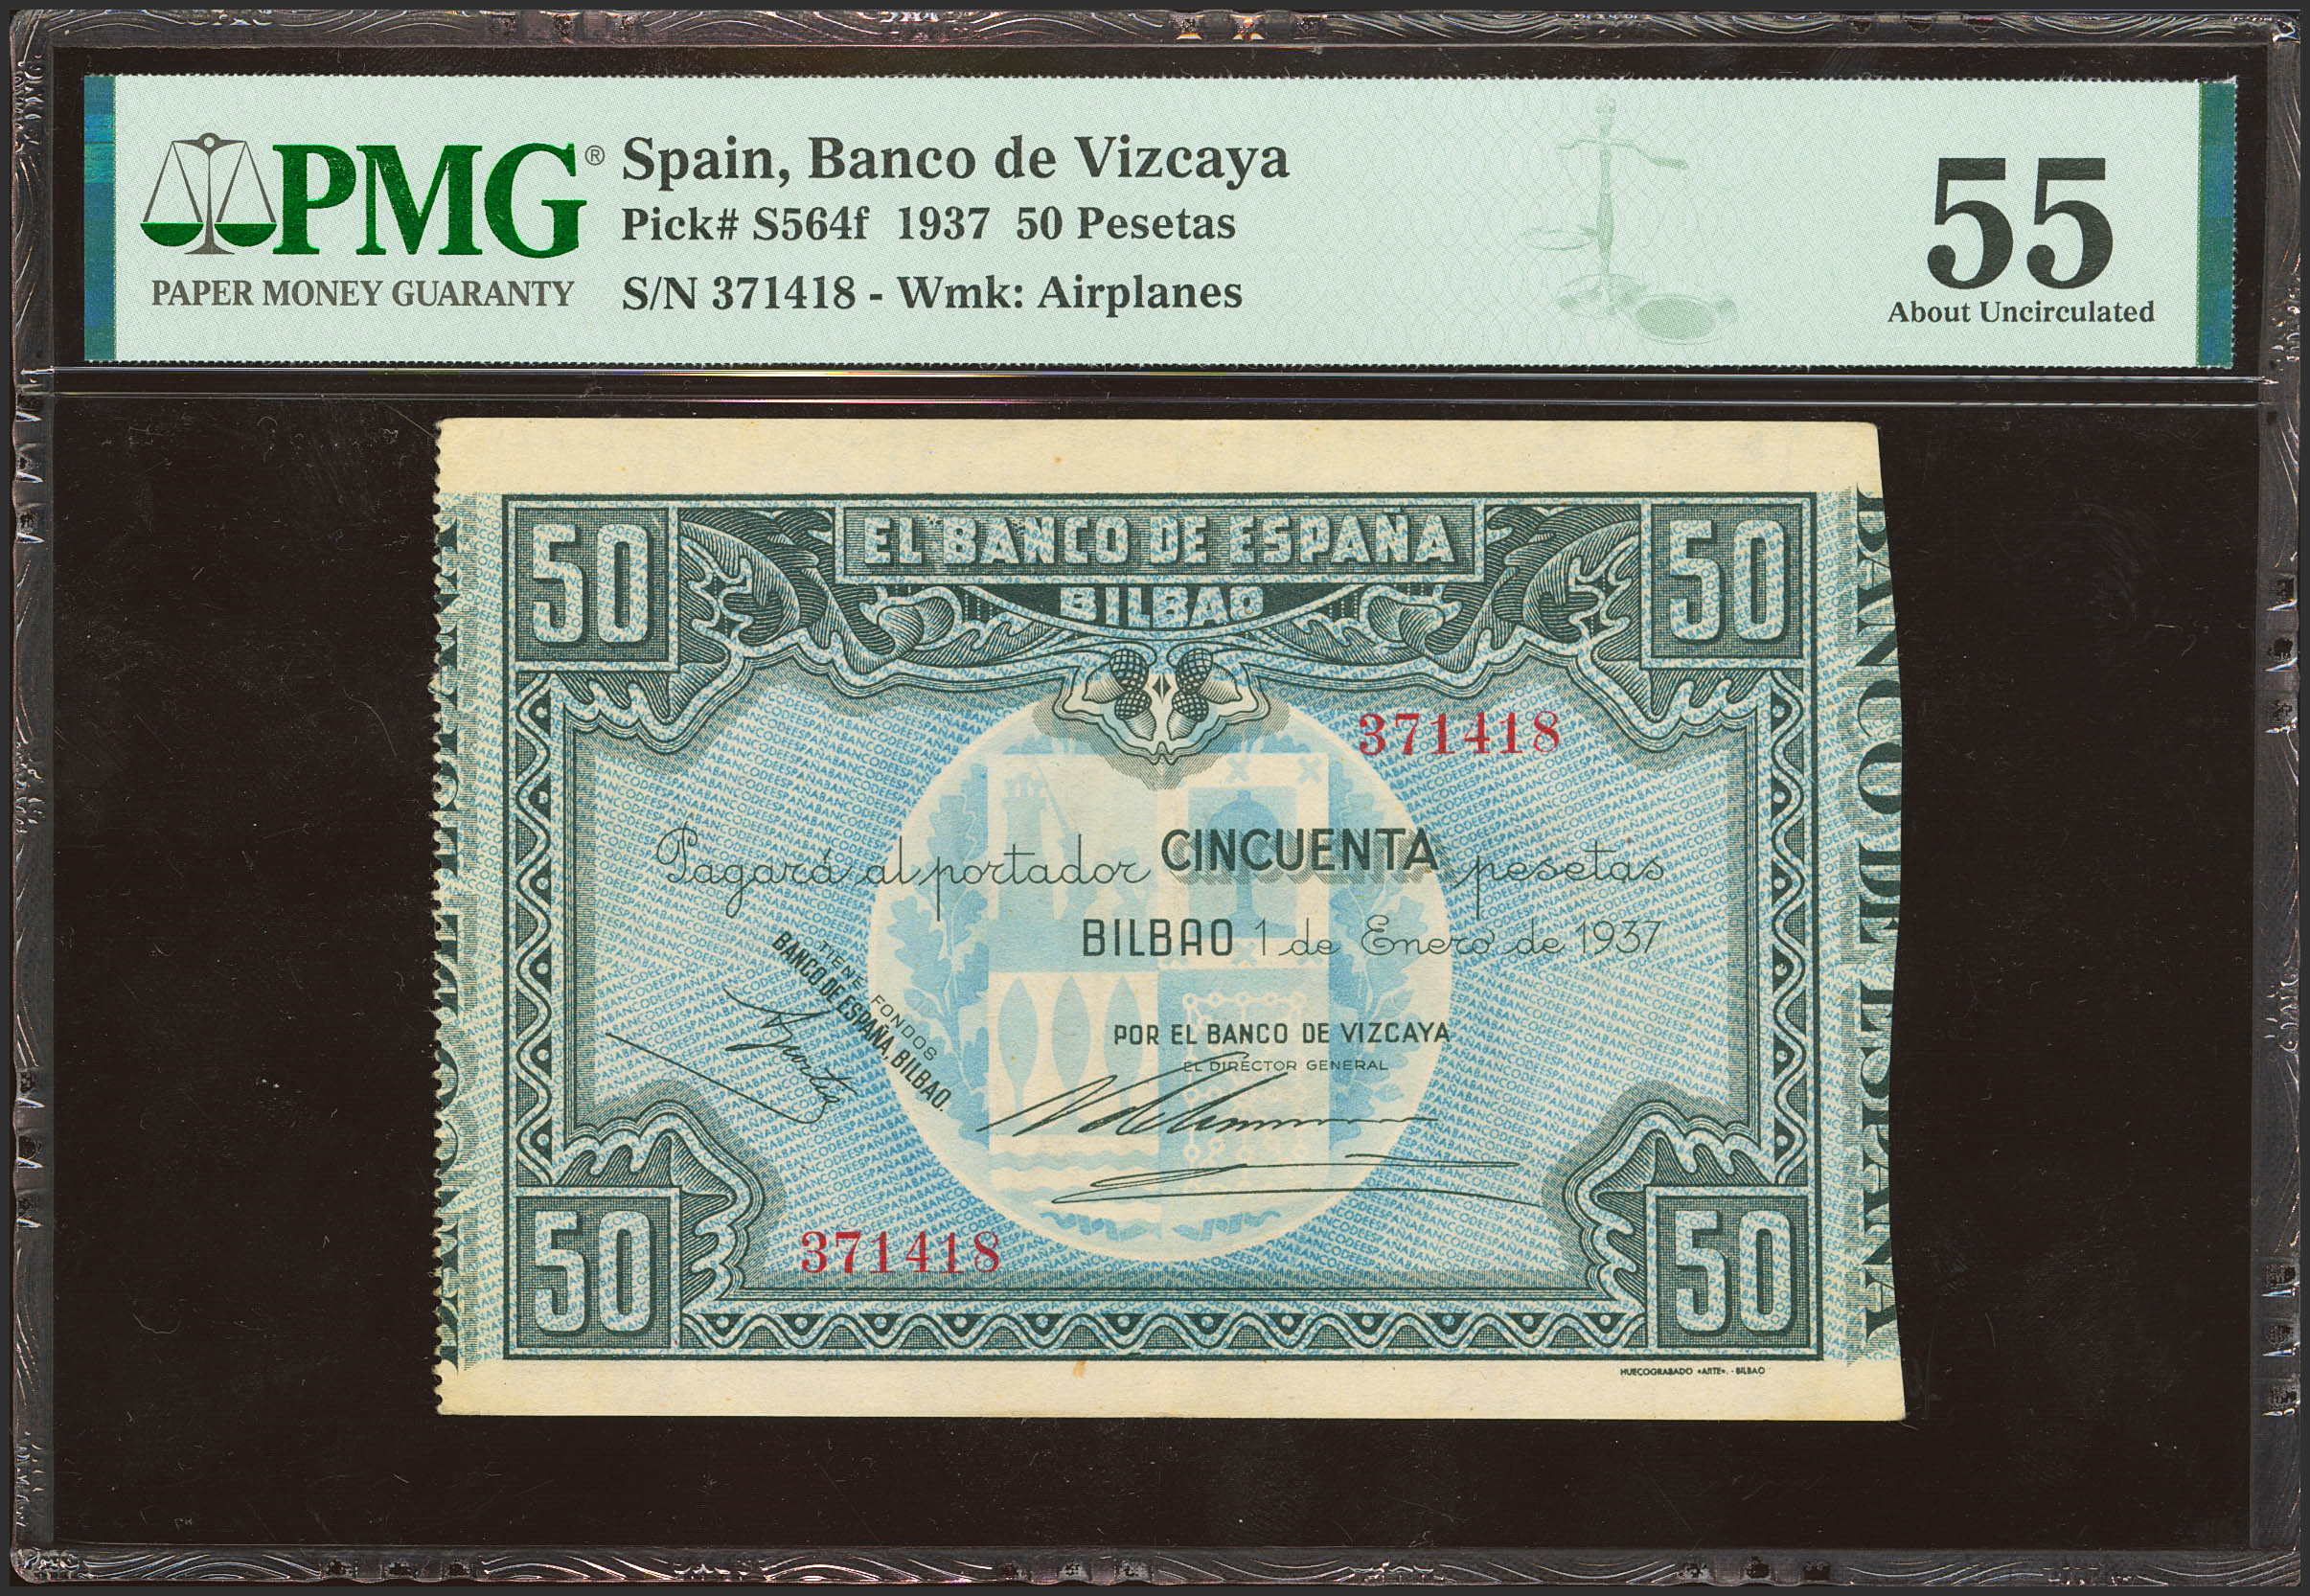 PMG®
PAPER MONEY GUARANTY
Spain, Banco de Vizcaya
Pick# S564f 1937 50 Pesetas
S/N 371418 - Wmk: Airplanes
55
About Uncirculated
50
EL BANCO DE ESPAÑA
50
BILBAO
371418
Pagará al portador CINCUENTA pesetas
BILBAO 1 de Enero de 1937
TIENE FONDOS
BANCO DE ESPAÑA, BILBAO.
POR EL BANCO DE VIZCAYA
EL DIRECTOR GENERAL
371418
50
50
HUECOGRABADO «ARTE». - BILBAO
BANCO DE ESPAÑA
BANCO DE ESPAÑA